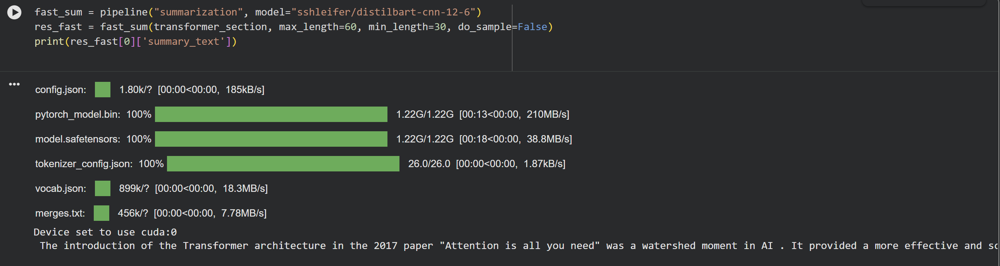 fast_sum = pipeline("summarization", model="sshleifer/distilbart-cnn-12-6")
res_fast = fast_sum(transformer_section, max_length=60, min_length=30, do_sample=False)
print(res_fast[0]['summary_text'])
config.json: 1.80k/? [00:00<00:00, 185kB/s]
pytorch_model.bin: 100% 1.22G/1.22G [00:13<00:00, 210MB/s]
model.safetensors: 100% 1.22G/1.22G [00:18<00:00, 38.8MB/s]
tokenizer_config.json: 100% 26.0/26.0 [00:00<00:00, 1.87kB/s]
vocab.json: 899k/? [00:00<00:00, 18.3MB/s]
merges.txt: 456k/? [00:00<00:00, 7.78MB/s]
Device set to use cuda:0
The introduction of the Transformer architecture in the 2017 paper "Attention is all you need" was a watershed moment in AI . It provided a more effective and